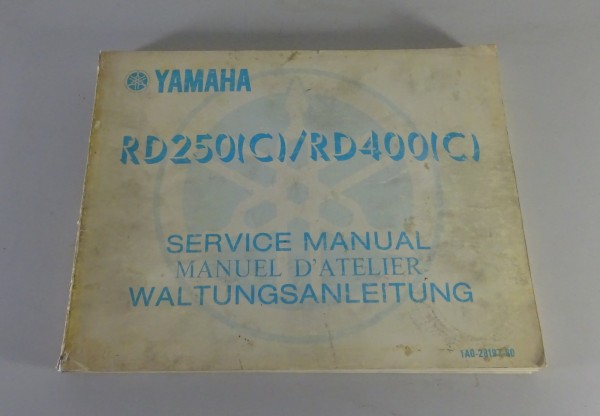 YAMAHA
RD250(C)/RD400(C)
SERVICE MANUAL
MANUEL D'ATELIER
WALTUNGSANLEITUNG